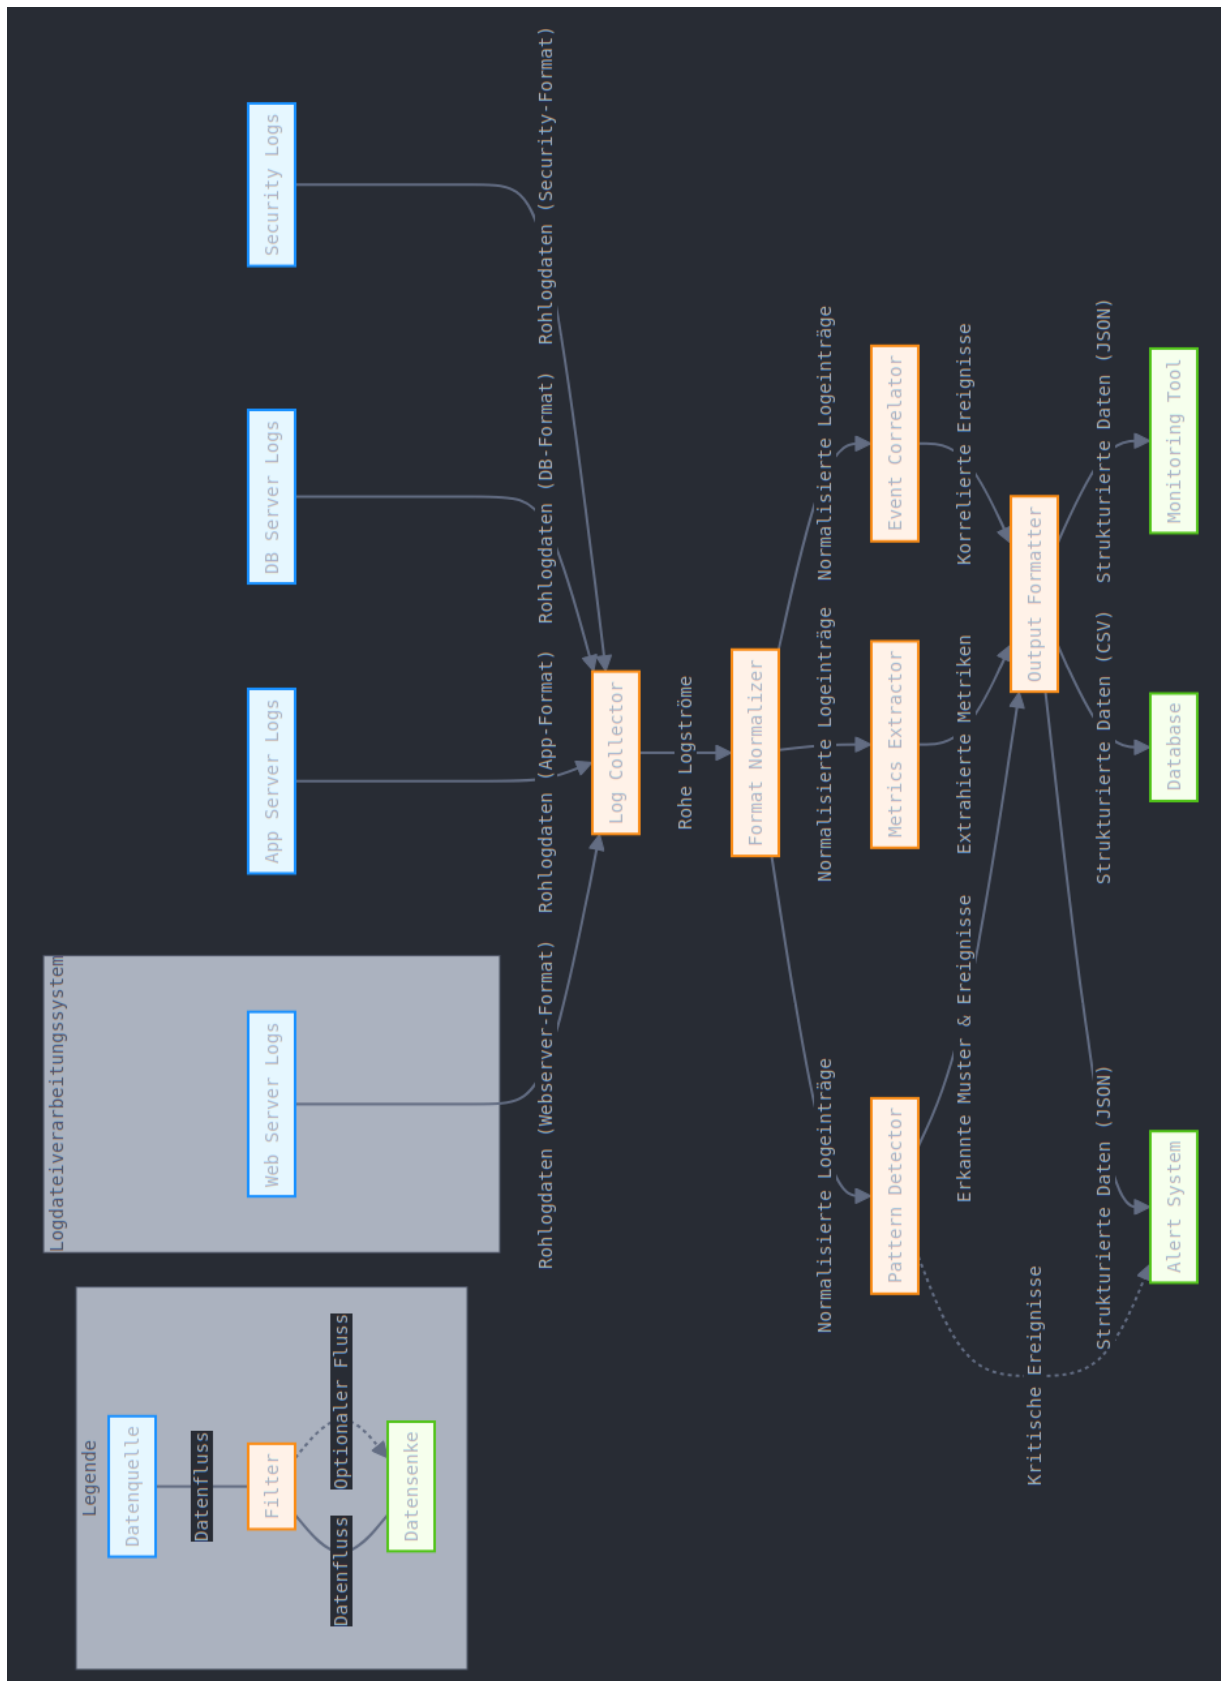 Legende
Datenquelle
Datenfluss
Filter
Datenfluss
Optionaler Fluss
Datensenke
Logdateiverarbeitungssystem
Web Server Logs
App Server Logs
DB Server Logs
Security Logs
Rohlogdaten (Webserver-Format)
Rohlogdaten (App-Format)
Rohlogdaten (DB-Format)
Rohlogdaten (Security-Format)
Log Collector
Rohe Logströme
Format Normalizer
Normalisierte Logeinträge
Normalisierte Logeinträge
Normalisierte Logeinträge
Pattern Detector
Metrics Extractor
Event Correlator
Erkannte Muster & Ereignisse
Extrahierte Metriken
Korrelierte Ereignisse
Kritische Ereignisse
Output Formatter
Strukturierte Daten (JSON)
Strukturierte Daten (CSV)
Strukturierte Daten (JSON)
Alert System
Database
Monitoring Tool